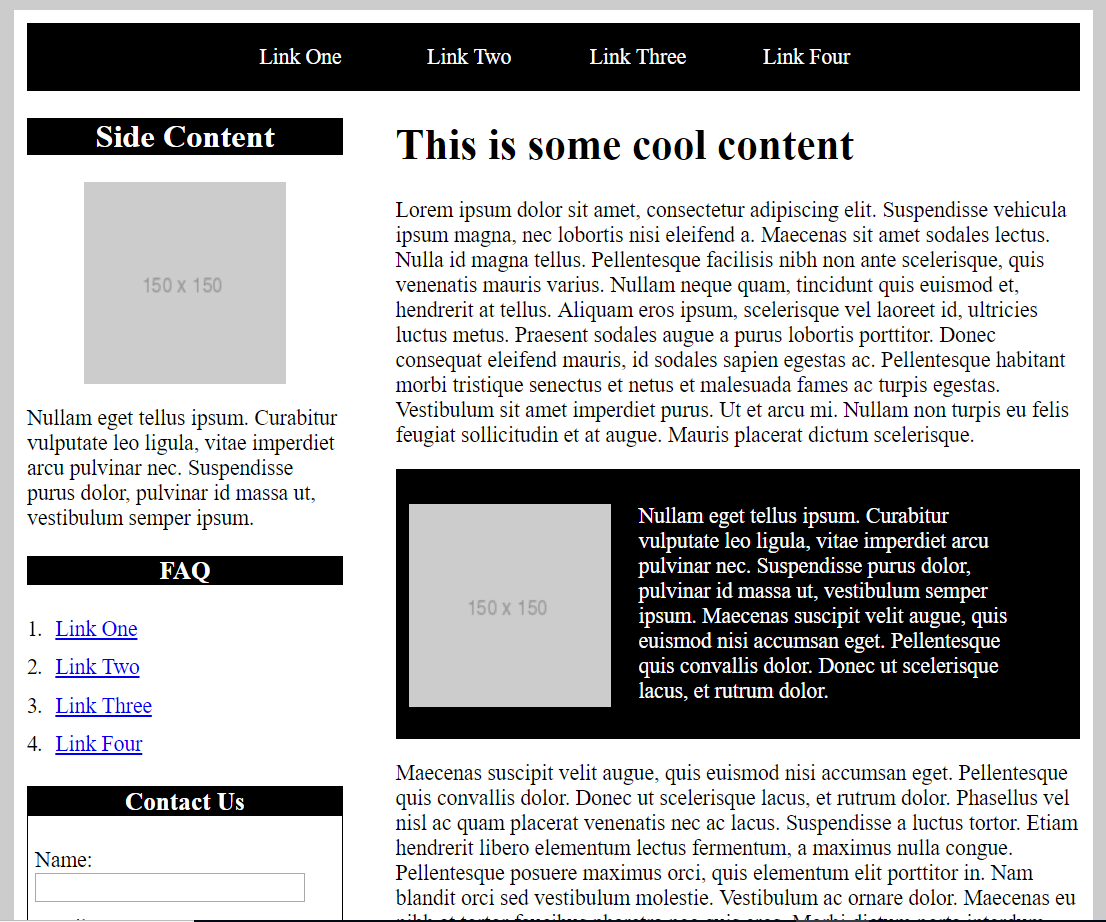 Link One Link Two Link Three Link Four
Side Content
150 x 150
Nullam eget tellus ipsum. Curabitur
vulputate leo ligula, vitae imperdiet
arcu pulvinar nec. Suspendisse
purus dolor, pulvinar id massa ut,
vestibulum semper ipsum.
FAQ
1. Link One
2. Link Two
3. Link Three
4. Link Four
Contact Us
Name:
This is some cool content
Lorem ipsum dolor sit amet, consectetur adipiscing elit. Suspendisse vehicula
ipsum magna, nec lobortis nisi eleifend a. Maecenas sit amet sodales lectus.
Nulla id magna tellus. Pellentesque facilisis nibh non ante scelerisque, quis
venenatis mauris varius. Nullam neque quam, tincidunt quis euismod et,
hendrerit at tellus. Aliquam eros ipsum, scelerisque vel laoreet id, ultricies
luctus metus. Praesent sodales augue a purus lobortis porttitor. Donec
consequat eleifend mauris, id sodales sapien egestas ac. Pellentesque habitant
morbi tristique senectus et netus et malesuada fames ac turpis egestas.
Vestibulum sit amet imperdiet purus. Ut et arcu mi. Nullam non turpis eu felis
feugiat sollicitudin et at augue. Mauris placerat dictum scelerisque.
150 x 150
Nullam eget tellus ipsum. Curabitur
vulputate leo ligula, vitae imperdiet arcu
pulvinar nec. Suspendisse purus dolor,
pulvinar id massa ut, vestibulum semper
ipsum. Maecenas suscipit velit augue, quis
euismod nisi accumsan eget. Pellentesque
quis convallis dolor. Donec ut scelerisque
lacus, et rutrum dolor.
Maecenas suscipit velit augue, quis euismod nisi accumsan eget. Pellentesque
quis convallis dolor. Donec ut scelerisque lacus, et rutrum dolor. Phasellus vel
nisl ac quam placerat venenatis nec ac lacus. Suspendisse a luctus tortor. Etiam
hendrerit libero elementum lectus fermentum, a maximus nulla congue.
Pellentesque posuere maximus orci, quis elementum elit porttitor in. Nam
blandit orci sed vestibulum molestie. Vestibulum ac ornare dolor. Maecenas eu